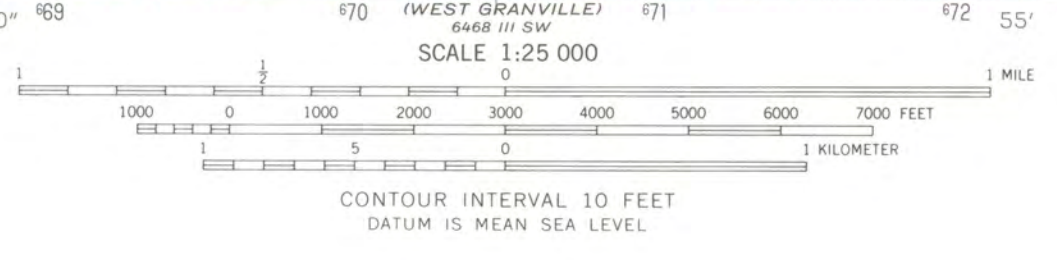 0" ⁶69 ⁶70 (WEST GRANVILLE) ⁶71 ⁶72 55'
6468 III SW
SCALE 1:25 000
1 ½ 0 1 MILE
1000 0 1000 2000 3000 4000 5000 6000 7000 FEET
1 5 0 1 KILOMETER
CONTOUR INTERVAL 10 FEET
DATUM IS MEAN SEA LEVEL